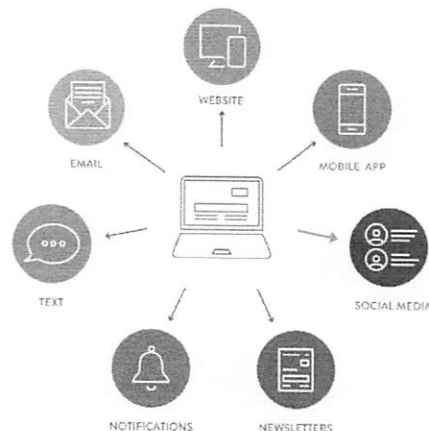 WEBSITE
EMAIL
MOBILE APP
TEXT
SOCIAL MEDIA
NOTIFICATIONS
NEWSLETTERS